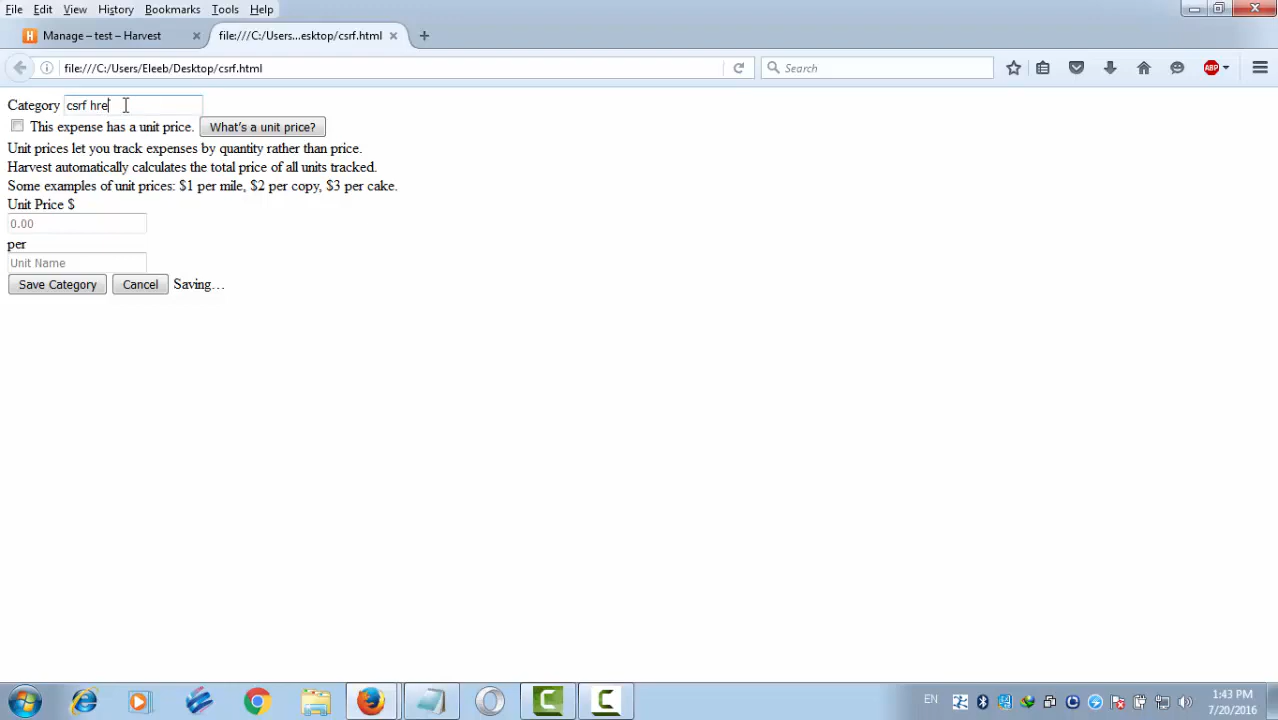 File Edit View History Bookmarks Tools Help
Manage – test – Harvest
file:///C:/Users...esktop/csrf.html
file:///C:/Users/Eleeb/Desktop/csrf.html
Search
ABP
Category csrf hre
This expense has a unit price. What's a unit price?
Unit prices let you track expenses by quantity rather than price.
Harvest automatically calculates the total price of all units tracked.
Some examples of unit prices: $1 per mile, $2 per copy, $3 per cake.
Unit Price $
0.00
per
Unit Name
Save Category Cancel Saving…
EN
1:43 PM
7/20/2016